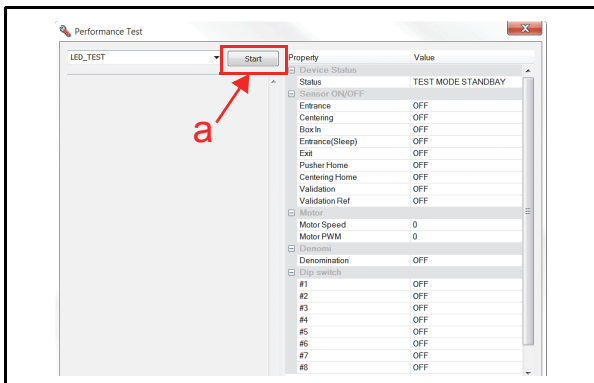 Performance Test
LED_TEST Start
a
Property Value
Device Status
Status TEST MODE STANDBAY
Sensor ON/OFF
Entrance OFF
Centering OFF
Box In OFF
Entrance(Sleep) OFF
Exit OFF
Pusher Home OFF
Centering Home OFF
Validation OFF
Validation Ref OFF
Motor
Motor Speed 0
Motor PWM 0
Denomi
Denomination OFF
Dip switch
#1 OFF
#2 OFF
#3 OFF
#4 OFF
#5 OFF
#6 OFF
#7 OFF
#8 OFF